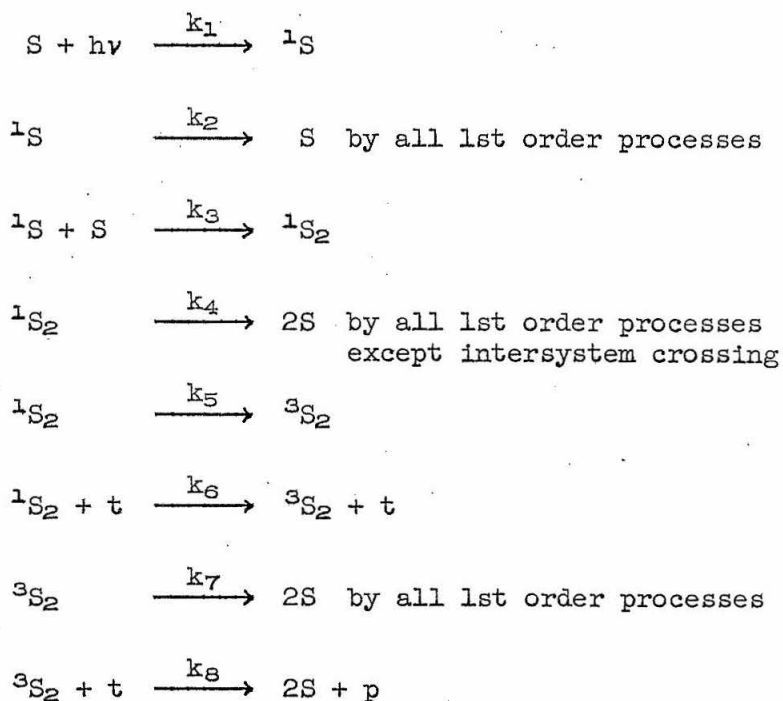 S + hν k₁ → ¹S
¹S k₂ → S by all 1st order processes
¹S + S k₃ → ¹S₂
¹S₂ k₄ → 2S by all 1st order processes
except intersystem crossing
¹S₂ k₅ → ³S₂
¹S₂ + t k₆ → ³S₂ + t
³S₂ k₇ → 2S by all 1st order processes
³S₂ + t k₈ → 2S + p